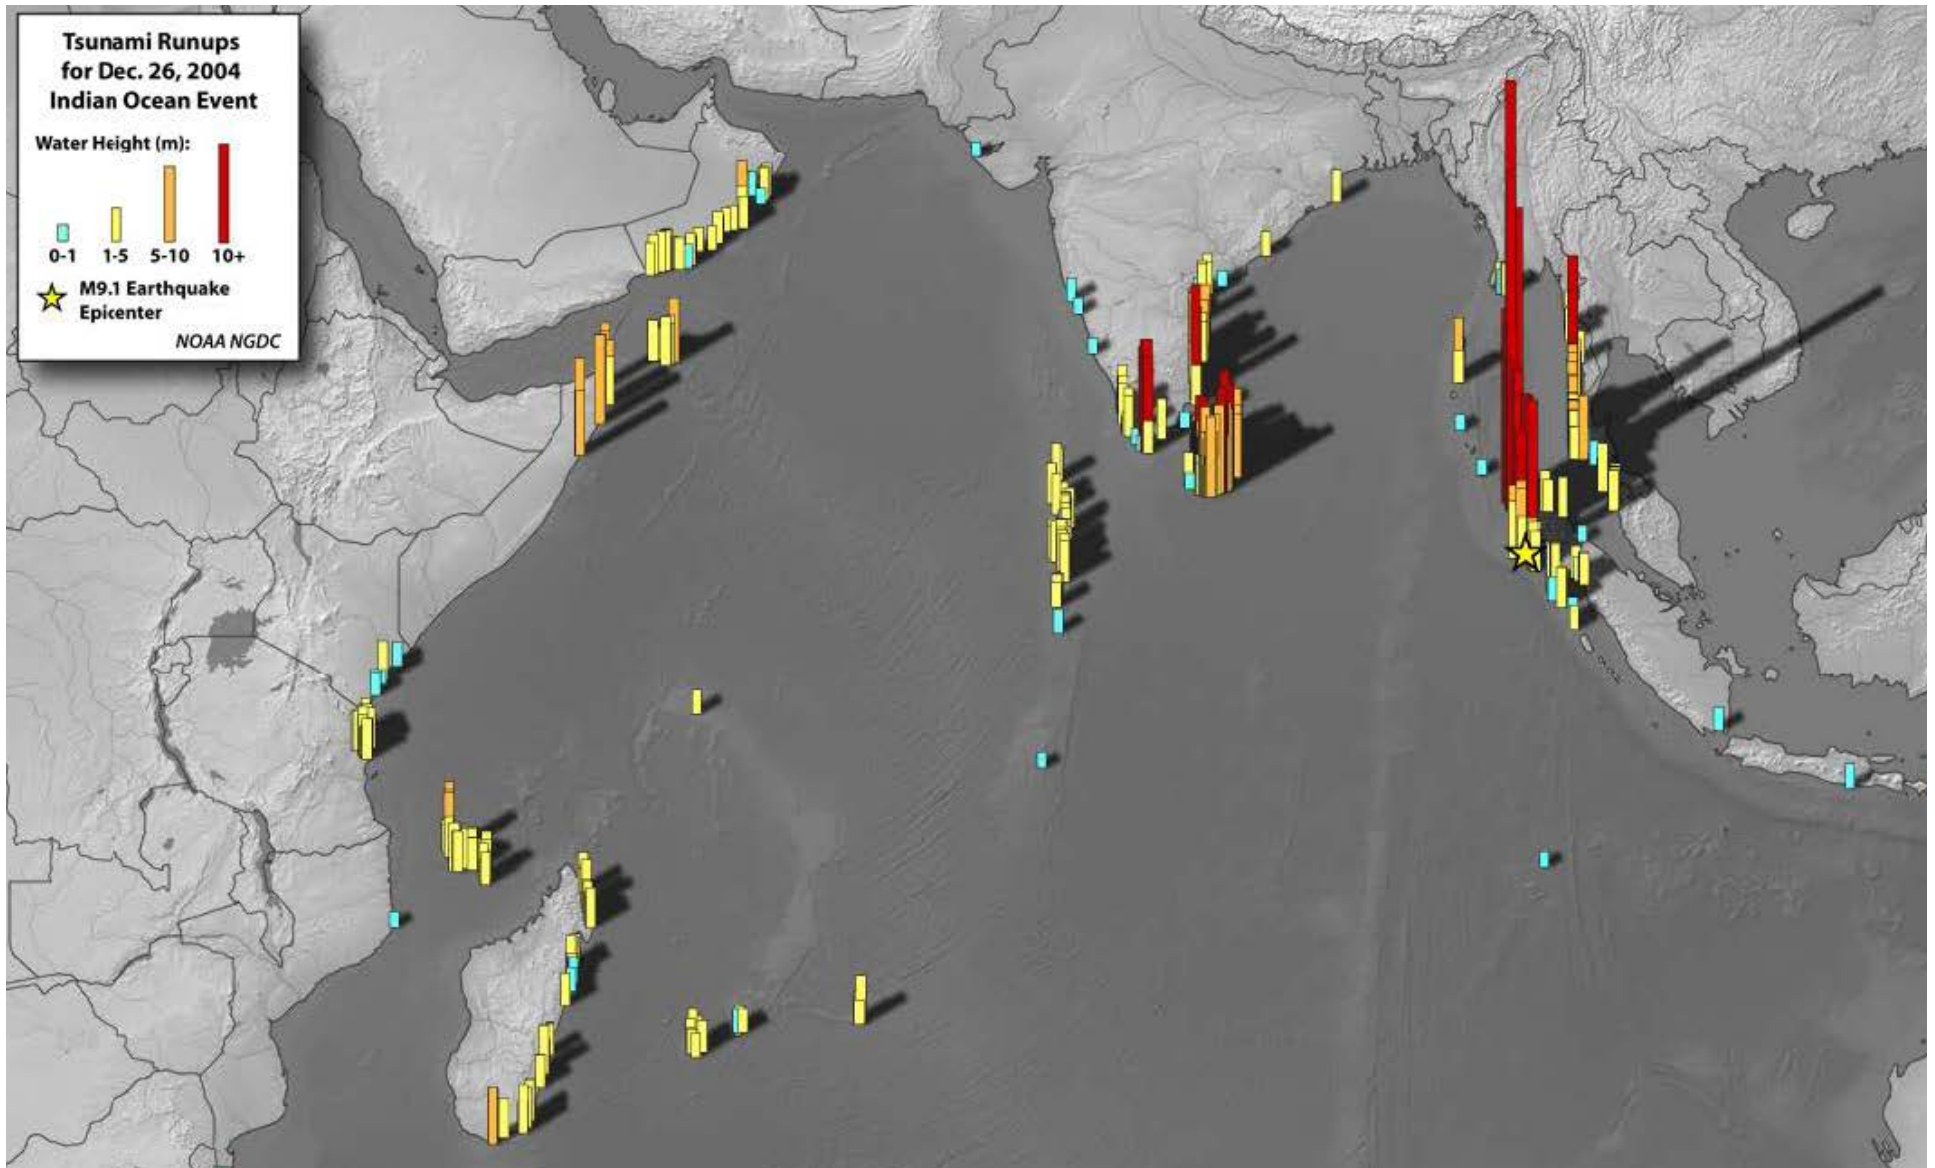 Tsunami Runups
for Dec. 26, 2004
Indian Ocean Event
Water Height (m):
0-1 1-5 5-10 10+
M9.1 Earthquake
Epicenter
NOAA NGDC